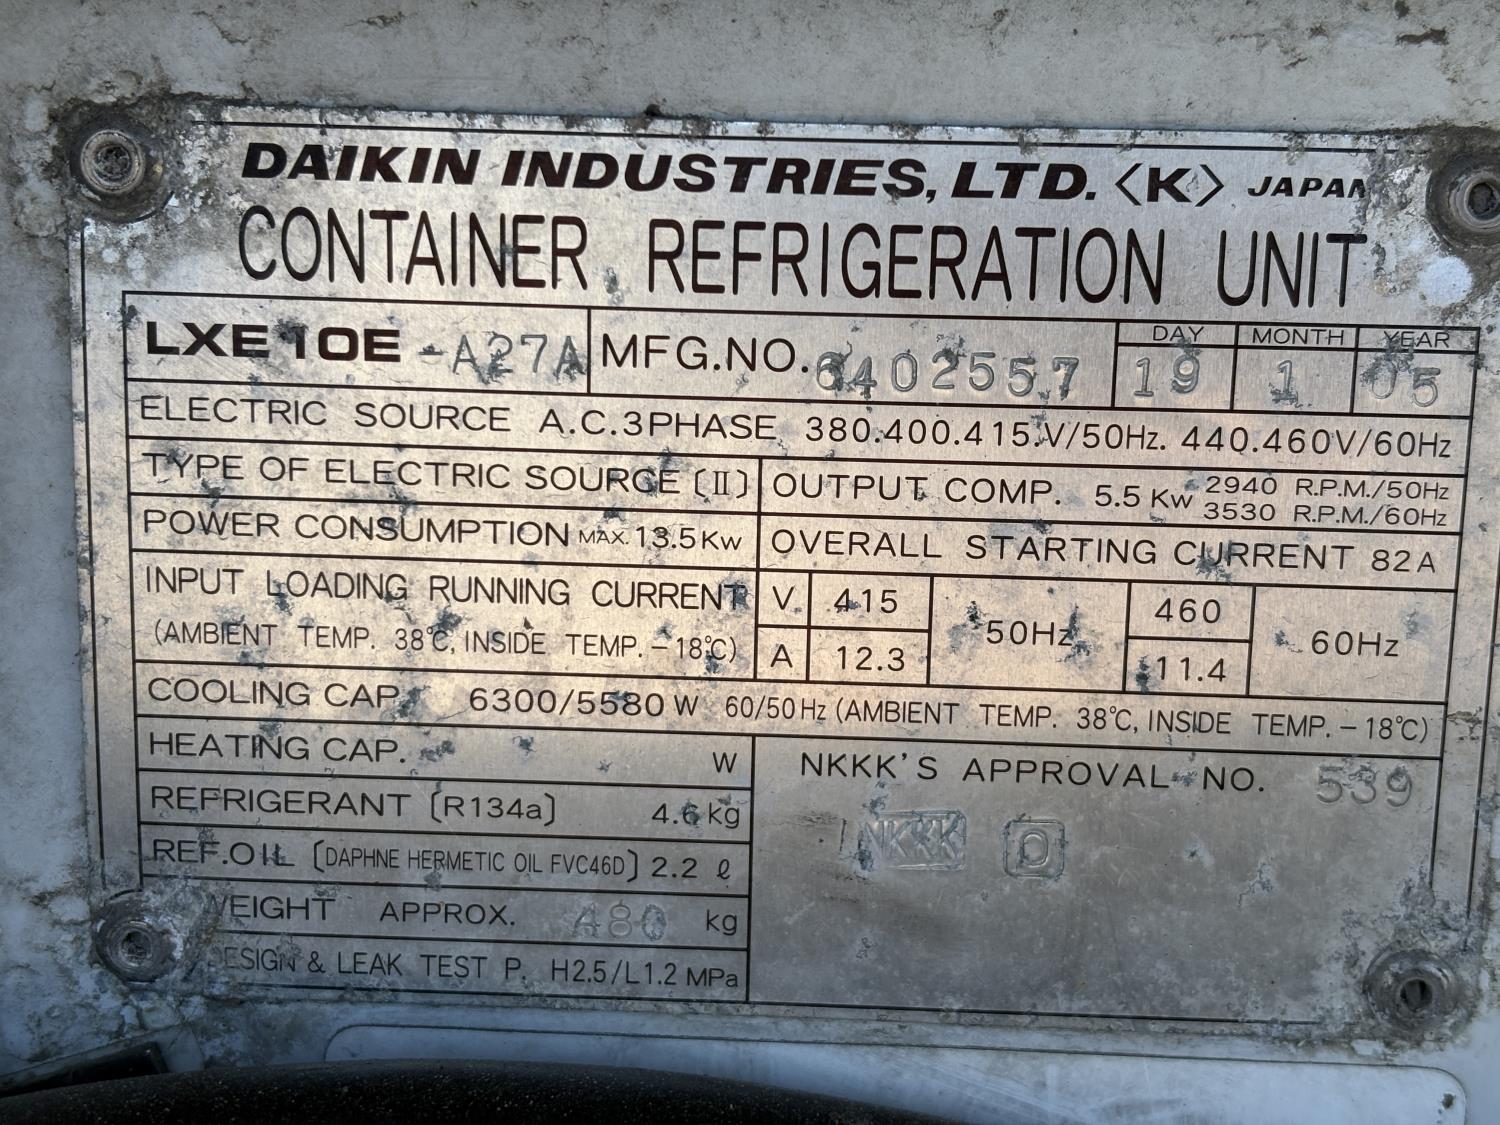 DAIKIN INDUSTRIES, LTD. <K> JAPAN
CONTAINER REFRIGERATION UNIT
LXE10E -A27A MFG.NO. 6402557 DAY 19 MONTH 1 YEAR 05
ELECTRIC SOURCE A.C.3PHASE 380.400.415.V/50Hz. 440.460V/60Hz
TYPE OF ELECTRIC SOURCE (II) OUTPUT COMP. 5.5 Kw 2940 R.P.M./50Hz 3530 R.P.M./60Hz
POWER CONSUMPTION MAX. 13.5Kw OVERALL STARTING CURRENT 82A
INPUT LOADING RUNNING CURRENT V 415 50Hz 460 60Hz
(AMBIENT TEMP. 38℃, INSIDE TEMP. -18℃) A 12.3 11.4
COOLING CAP. 6300/5580 W 60/50 Hz (AMBIENT TEMP. 38℃, INSIDE TEMP. -18℃)
HEATING CAP. W NKKK'S APPROVAL NO. 539
REFRIGERANT (R134a) 4.6 kg
NKKK
REF.OIL (DAPHNE HERMETIC OIL FVC46D) 2.2 ℓ
WEIGHT APPROX. 480 kg
DESIGN & LEAK TEST P. H2.5/L1.2 MPa